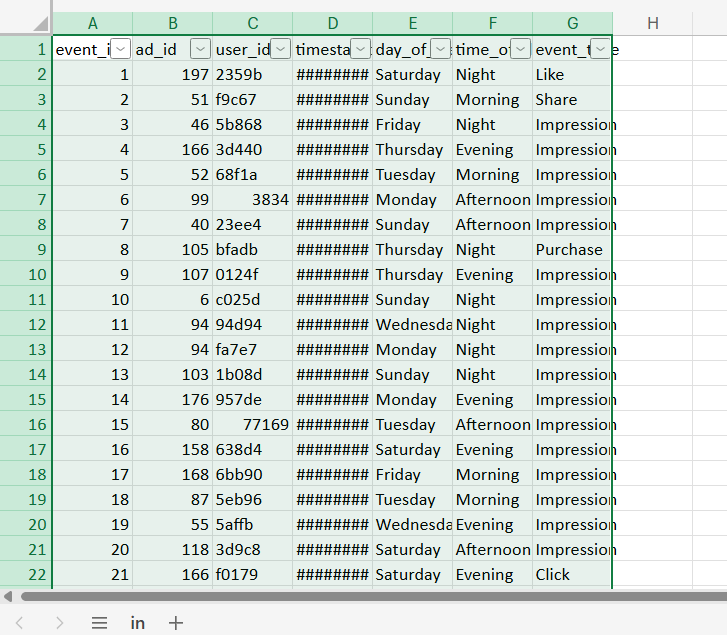 A B C D E F G H
1 event_i ad_id user_id timesta day_of_ time_of event_t e
2 1 197 2359b ######## Saturday Night Like
3 2 51 f9c67 ######## Sunday Morning Share
4 3 46 5b868 ######## Friday Night Impression
5 4 166 3d440 ######## Thursday Evening Impression
6 5 52 68f1a ######## Tuesday Morning Impression
7 6 99 3834 ######## Monday Afternoon Impression
8 7 40 23ee4 ######## Sunday Afternoon Impression
9 8 105 bfadb ######## Thursday Night Purchase
10 9 107 0124f ######## Thursday Evening Impression
11 10 6 c025d ######## Sunday Night Impression
12 11 94 94d94 ######## Wednesda Night Impression
13 12 94 fa7e7 ######## Monday Night Impression
14 13 103 1b08d ######## Sunday Night Impression
15 14 176 957de ######## Monday Evening Impression
16 15 80 77169 ######## Tuesday Afternoon Impression
17 16 158 638d4 ######## Saturday Evening Impression
18 17 168 6bb90 ######## Friday Morning Impression
19 18 87 5eb96 ######## Tuesday Morning Impression
20 19 55 5affb ######## Wednesda Evening Impression
21 20 118 3d9c8 ######## Saturday Afternoon Impression
22 21 166 f0179 ######## Saturday Evening Click
in